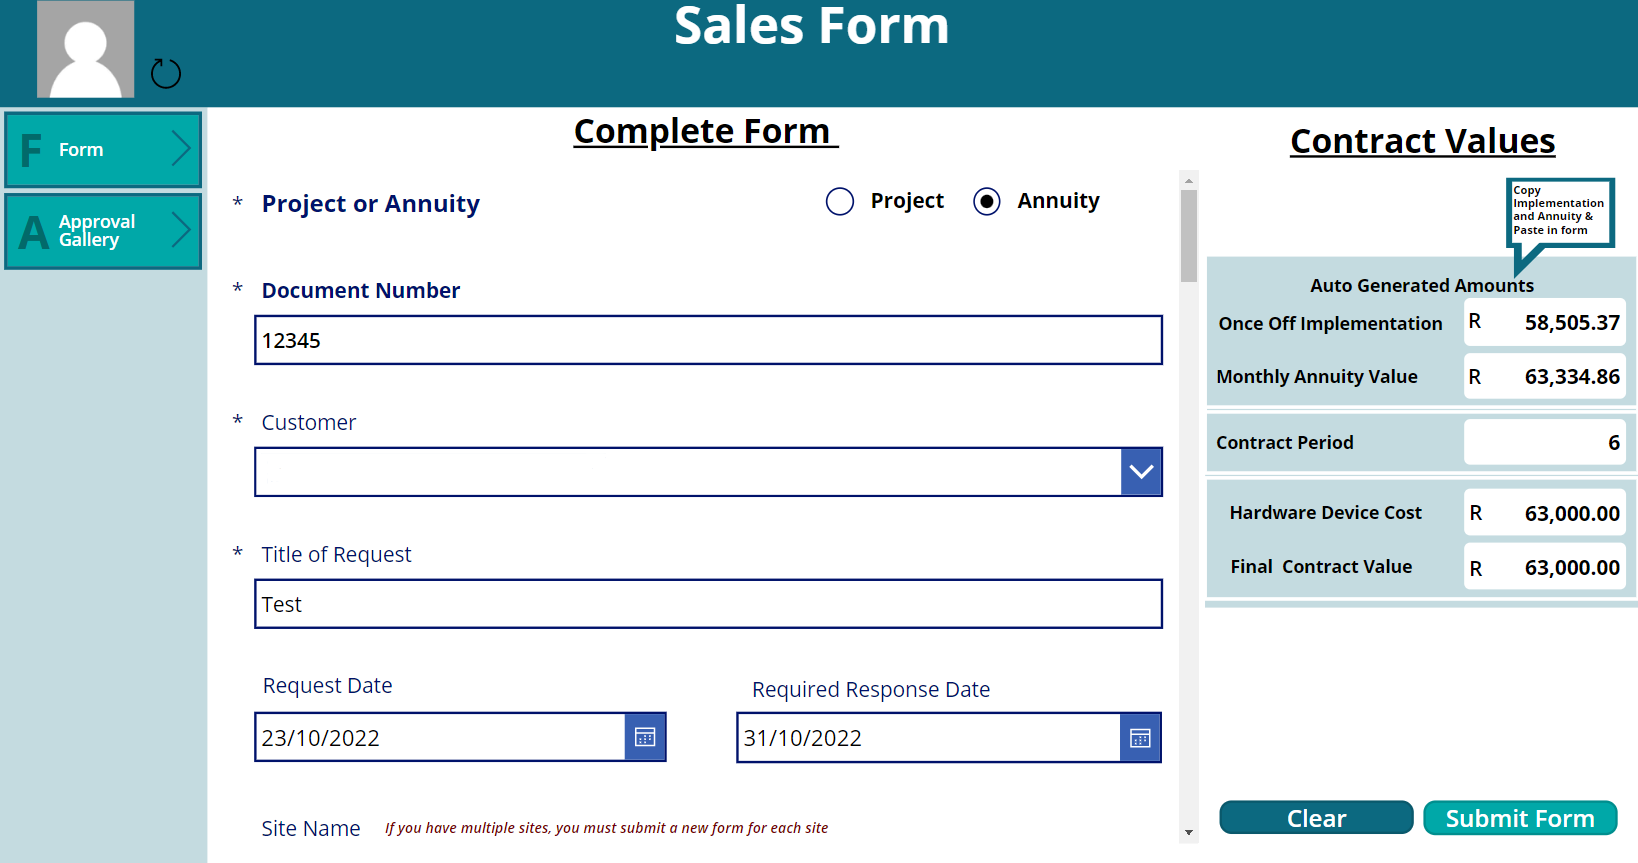 Sales Form
F Form
A Approval
Gallery
Complete Form
* Project or Annuity
Project
Annuity
* Document Number
12345
* Customer
* Title of Request
Test
Request Date
Required Response Date
23/10/2022
31/10/2022
Site Name If you have multiple sites, you must submit a new form for each site
Contract Values
Copy
Implementation
and Annuity &
Paste in form
Auto Generated Amounts
Once Off Implementation R 58,505.37
Monthly Annuity Value R 63,334.86
Contract Period 6
Hardware Device Cost R 63,000.00
Final Contract Value R 63,000.00
Clear
Submit Form